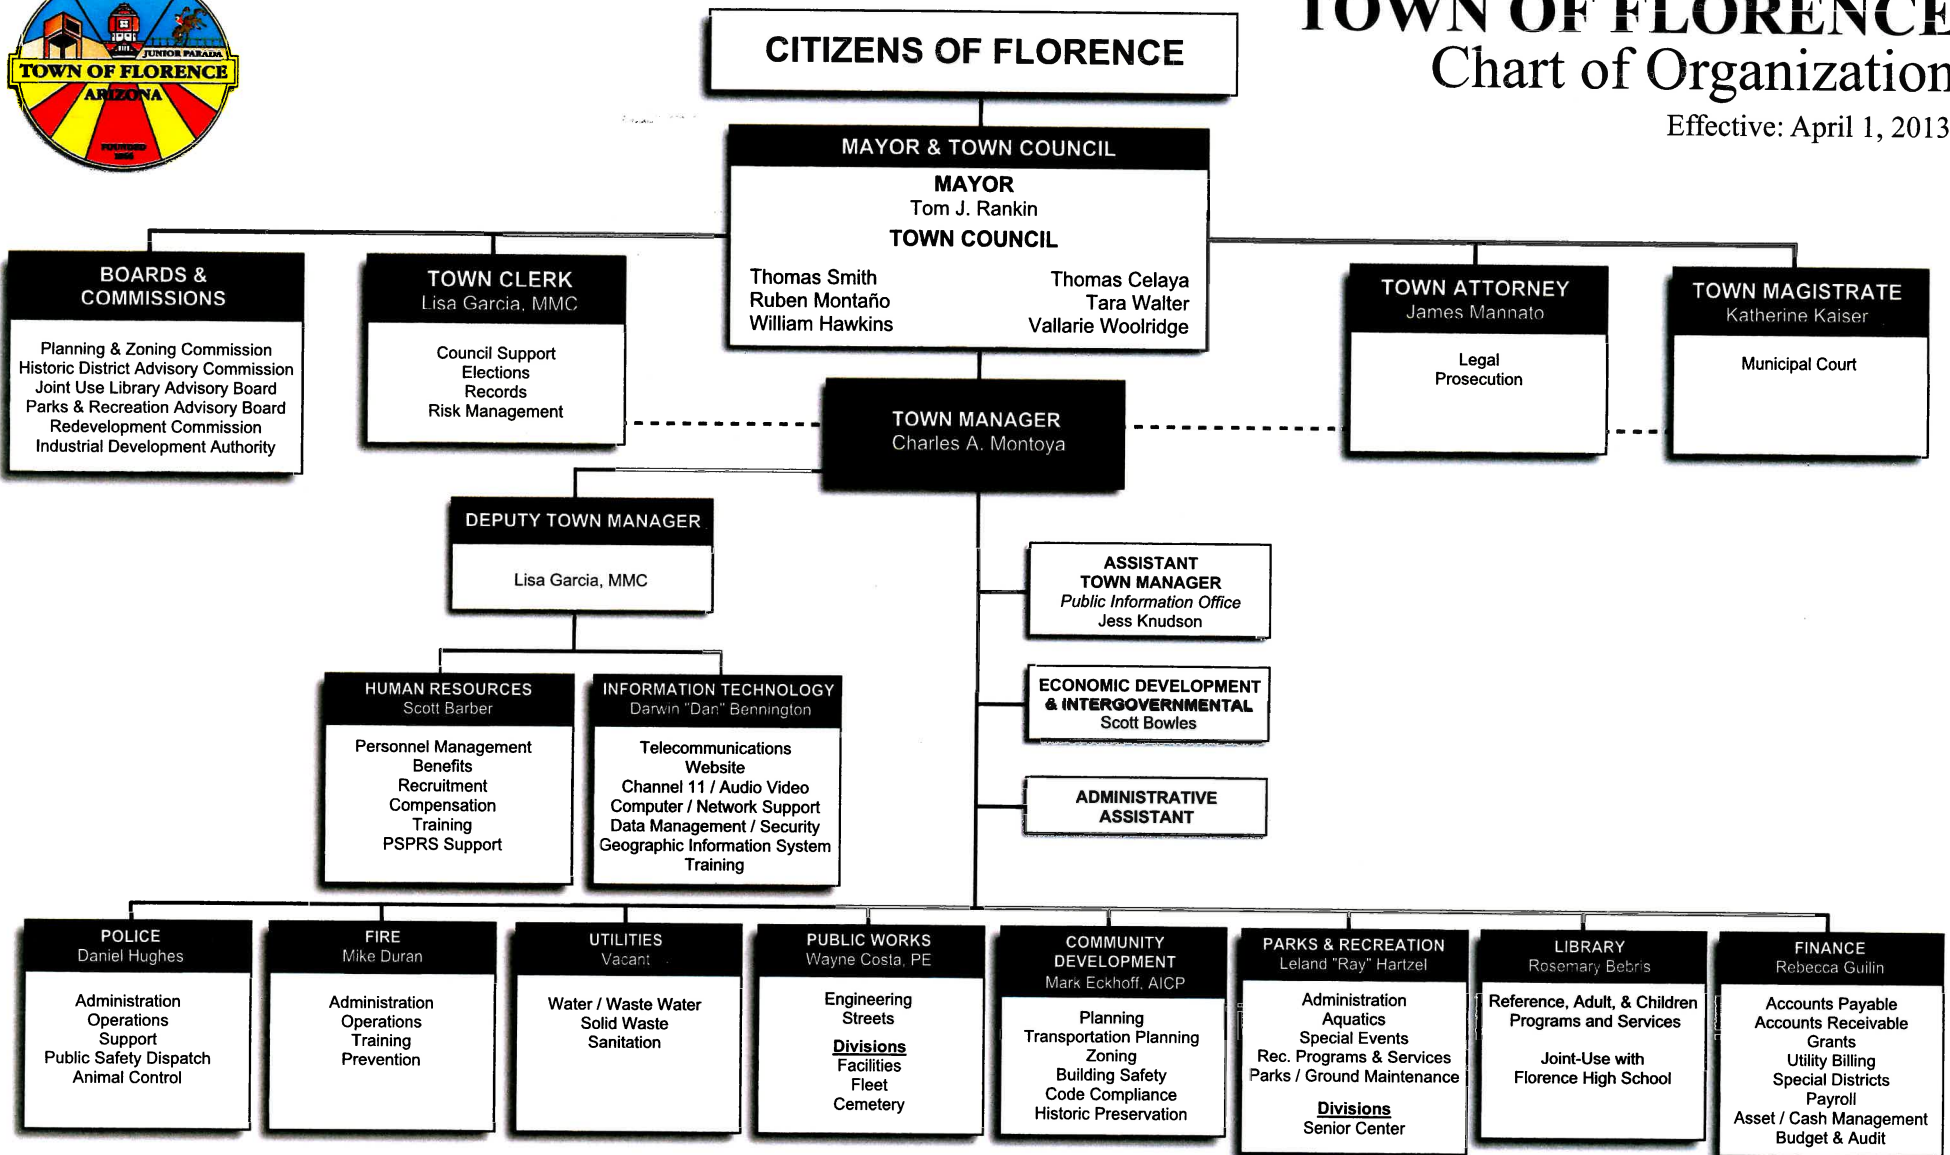 JUNIOR PARADA
TOWN OF FLORENCE
ARIZONA
FOUNDED
1866
TOWN OF FLORENCE
Chart of Organization
Effective: April 1, 2013
CITIZENS OF FLORENCE
MAYOR & TOWN COUNCIL
MAYOR
Tom J. Rankin
TOWN COUNCIL
Thomas Smith
Ruben Montaño
William Hawkins
Thomas Celaya
Tara Walter
Vallarie Woolridge
BOARDS &
COMMISSIONS
Planning & Zoning Commission
Historic District Advisory Commission
Joint Use Library Advisory Board
Parks & Recreation Advisory Board
Redevelopment Commission
Industrial Development Authority
TOWN CLERK
Lisa Garcia, MMC
Council Support
Elections
Records
Risk Management
TOWN ATTORNEY
James Mannato
Legal
Prosecution
TOWN MAGISTRATE
Katherine Kaiser
Municipal Court
TOWN MANAGER
Charles A. Montoya
DEPUTY TOWN MANAGER
Lisa Garcia, MMC
ASSISTANT
TOWN MANAGER
Public Information Office
Jess Knudson
ECONOMIC DEVELOPMENT
& INTERGOVERNMENTAL
Scott Bowles
ADMINISTRATIVE
ASSISTANT
HUMAN RESOURCES
Scott Barber
Personnel Management
Benefits
Recruitment
Compensation
Training
PSPRS Support
INFORMATION TECHNOLOGY
Darwin "Dan" Bennington
Telecommunications
Website
Channel 11 / Audio Video
Computer / Network Support
Data Management / Security
Geographic Information System
Training
POLICE
Daniel Hughes
Administration
Operations
Support
Public Safety Dispatch
Animal Control
FIRE
Mike Duran
Administration
Operations
Training
Prevention
UTILITIES
Vacant
Water / Waste Water
Solid Waste
Sanitation
PUBLIC WORKS
Wayne Costa, PE
Engineering
Streets
Divisions
Facilities
Fleet
Cemetery
COMMUNITY
DEVELOPMENT
Mark Eckhoff, AICP
Planning
Transportation Planning
Zoning
Building Safety
Code Compliance
Historic Preservation
PARKS & RECREATION
Leland "Ray" Hartzel
Administration
Aquatics
Special Events
Rec. Programs & Services
Parks / Ground Maintenance
Divisions
Senior Center
LIBRARY
Rosemary Bebris
Reference, Adult, & Children
Programs and Services
Joint-Use with
Florence High School
FINANCE
Rebecca Guilin
Accounts Payable
Accounts Receivable
Grants
Utility Billing
Special Districts
Payroll
Asset / Cash Management
Budget & Audit